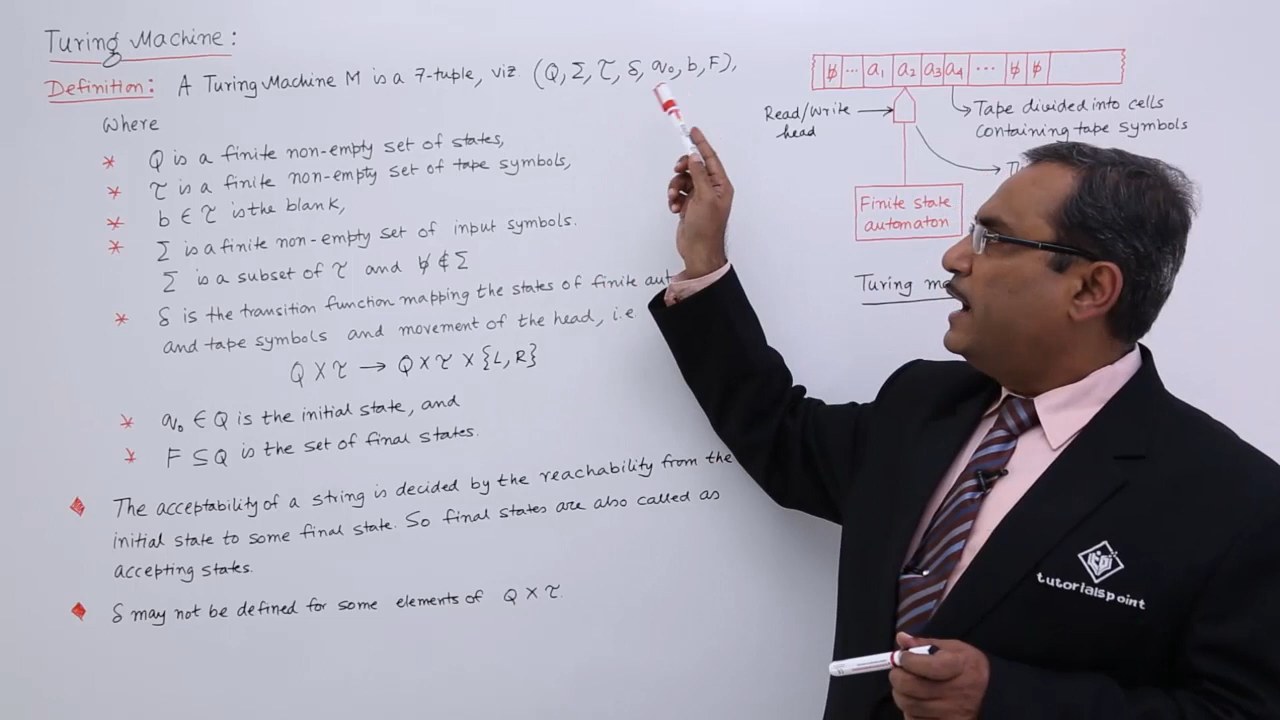 Turing Machine:
Definition: A Turing Machine M is a 7-tuple, viz. (Q, Σ, τ, δ, q₀, b, F),
Where
* Q is a finite non-empty set of states,
* τ is a finite non-empty set of tape symbols,
* b ∈ τ is the blank,
* Σ is a finite non-empty set of input symbols.
Σ is a subset of τ and b̸ ∉ Σ
* δ is the transition function mapping the states of finite aut
and tape symbols and movement of the head, i.e
Q X τ → Q X τ X {L, R}
* q₀ ∈ Q is the initial state, and
* F ⊆ Q is the set of final states.
The acceptability of a string is decided by the reachability from the
initial state to some final state. So final states are also called as
accepting states.
δ may not be defined for some elements of Q X τ.
b̸ ... a₁ a₂ a₃ a₄ ... b̸ b̸
Read/Write
head
Tape divided into cells
containing tape symbols
Finite state
automaton
Turing
tutorialspoint